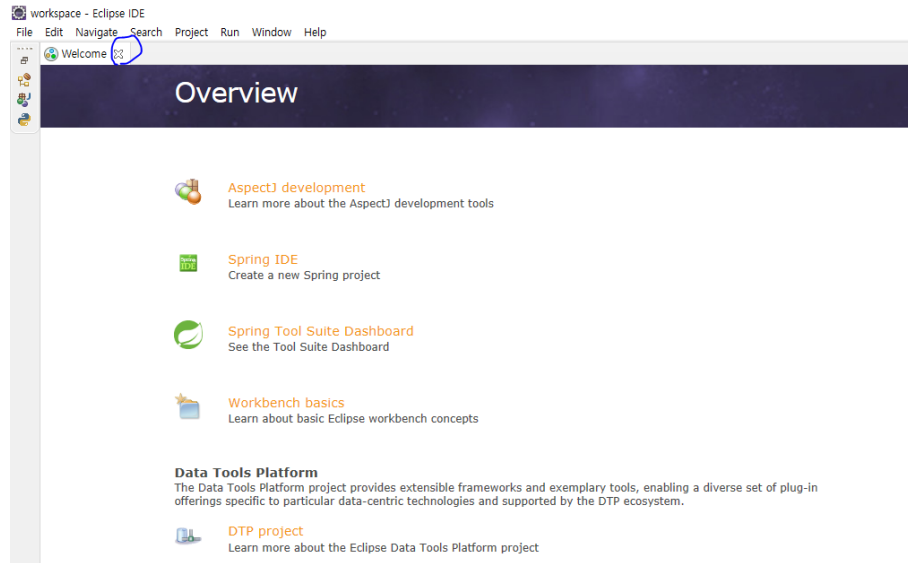 workspace - Eclipse IDE
File Edit Navigate Search Project Run Window Help
Welcome
Overview
AspectJ development
Learn more about the AspectJ development tools
Spring IDE
Create a new Spring project
Spring Tool Suite Dashboard
See the Tool Suite Dashboard
Workbench basics
Learn about basic Eclipse workbench concepts
Data Tools Platform
The Data Tools Platform project provides extensible frameworks and exemplary tools, enabling a diverse set of plug-in
offerings specific to particular data-centric technologies and supported by the DTP ecosystem.
DTP project
Learn more about the Eclipse Data Tools Platform project